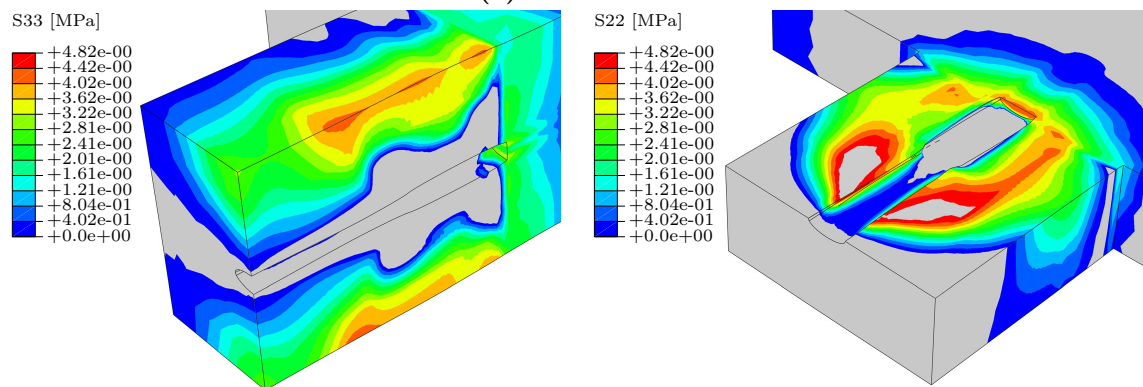 S33 [MPa]
+4.82e-00
+4.42e-00
+4.02e-00
+3.62e-00
+3.22e-00
+2.81e-00
+2.41e-00
+2.01e-00
+1.61e-00
+1.21e-00
+8.04e-01
+4.02e-01
+0.0e+00
S22 [MPa]
+4.82e-00
+4.42e-00
+4.02e-00
+3.62e-00
+3.22e-00
+2.81e-00
+2.41e-00
+2.01e-00
+1.61e-00
+1.21e-00
+8.04e-01
+4.02e-01
+0.0e+00